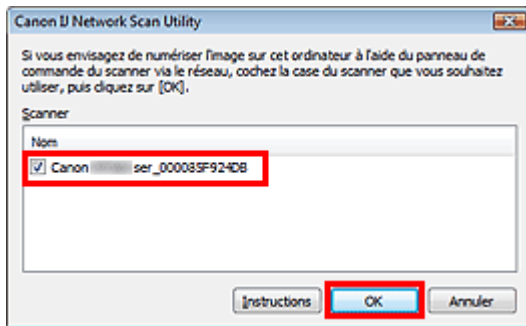 Canon IJ Network Scan Utility
Si vous envisagez de numériser l'image sur cet ordinateur à l'aide du panneau de
commande du scanner via le réseau, cochez la case du scanner que vous souhaitez
utiliser, puis cliquez sur [OK].
Scanner
Nom
Canon ser_000085F924DB
Instructions OK Annuler